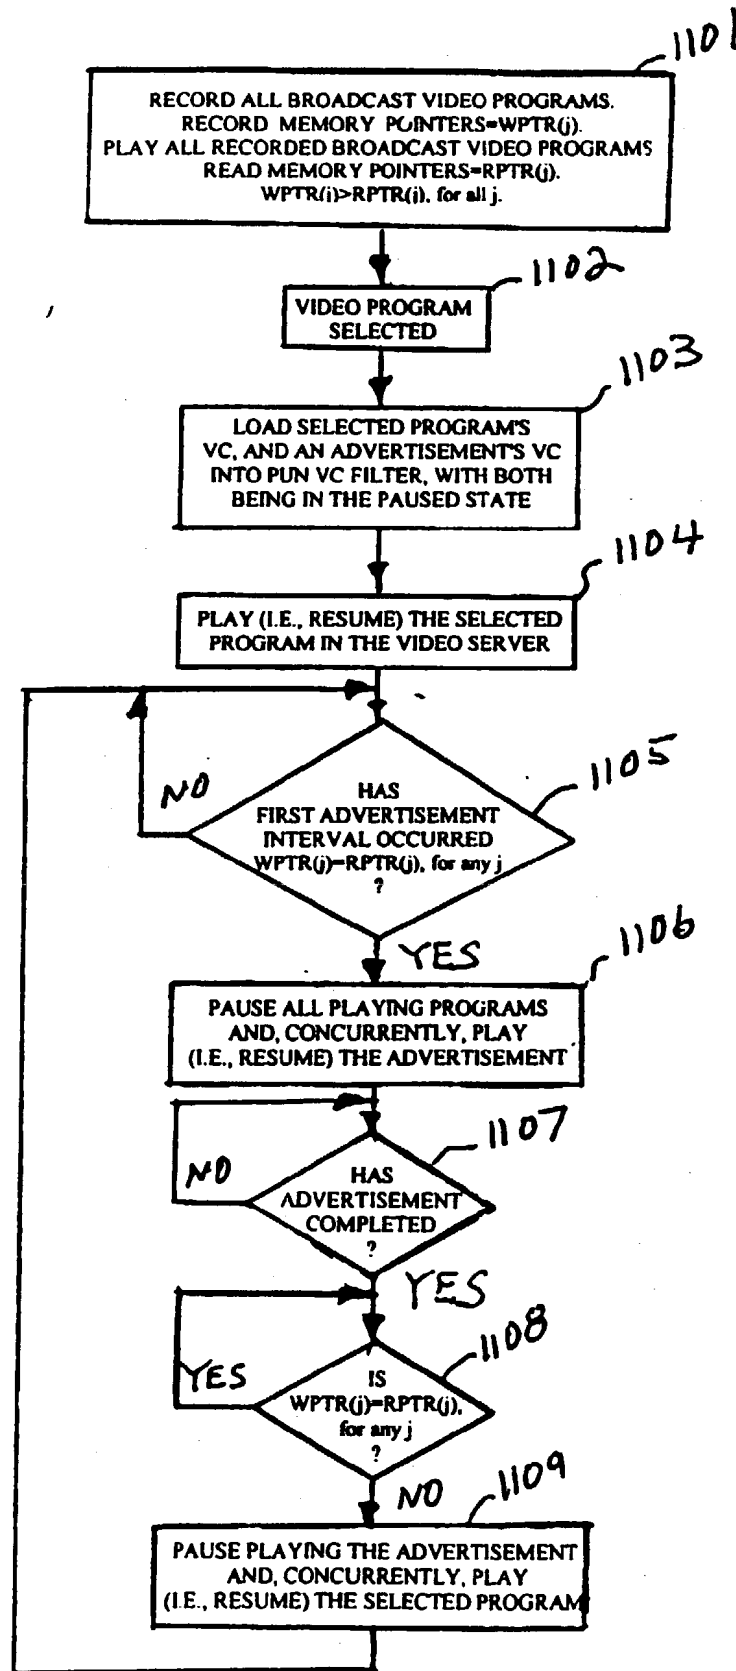 1101
RECORD ALL BROADCAST VIDEO PROGRAMS.
RECORD MEMORY POINTERS=WPTR(j).
PLAY ALL RECORDED BROADCAST VIDEO PROGRAMS
READ MEMORY POINTERS=RPTR(j).
WPTR(j)>RPTR(j), for all j.
1102
VIDEO PROGRAM
SELECTED
1103
LOAD SELECTED PROGRAM'S
VC, AND AN ADVERTISEMENT'S VC
INTO PUN VC FILTER, WITH BOTH
BEING IN THE PAUSED STATE
1104
PLAY (I.E., RESUME) THE SELECTED
PROGRAM IN THE VIDEO SERVER
1105
NO
HAS
FIRST ADVERTISEMENT
INTERVAL OCCURRED
WPTR(j)=RPTR(j), for any j
?
YES
1106
PAUSE ALL PLAYING PROGRAMS
AND, CONCURRENTLY, PLAY
(I.E., RESUME) THE ADVERTISEMENT
1107
NO
HAS
ADVERTISEMENT
COMPLETED
?
YES
1108
YES
IS
WPTR(j)=RPTR(j),
for any j
?
NO
1109
PAUSE PLAYING THE ADVERTISEMENT
AND, CONCURRENTLY, PLAY
(I.E., RESUME) THE SELECTED PROGRAM